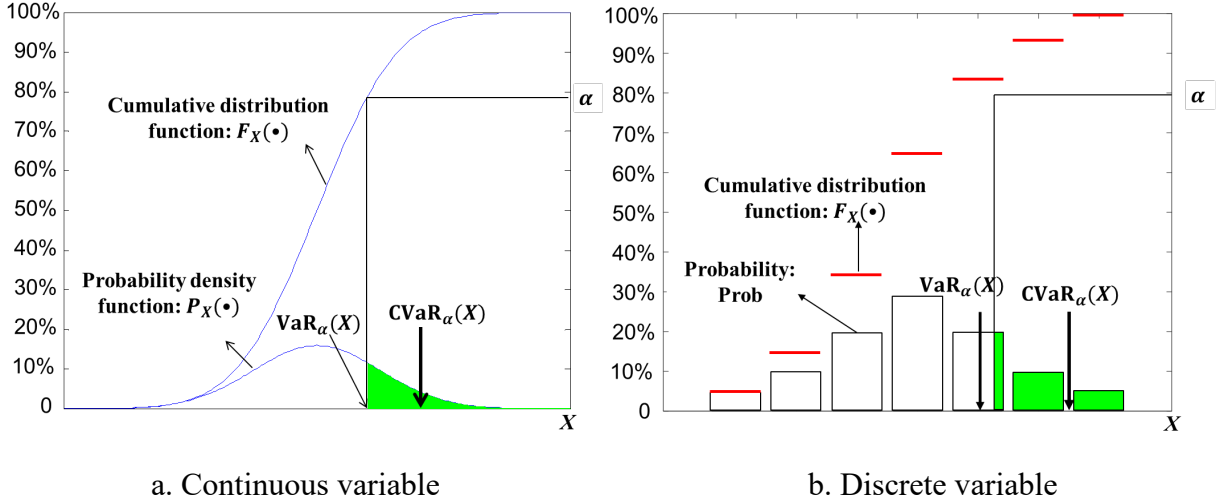 100%
90%
80%
70%
60%
50%
40%
30%
20%
10%
0
α
Cumulative distribution
function: F_X(•)
Probability density
function: P_X(•)
VaR_α(X)
CVaR_α(X)
X
a. Continuous variable
100%
90%
80%
70%
60%
50%
40%
30%
20%
10%
0
α
Cumulative distribution
function: F_X(•)
Probability:
Prob
VaR_α(X)
CVaR_α(X)
X
b. Discrete variable